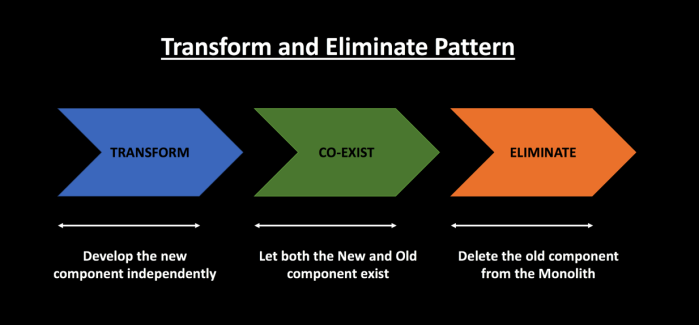 Transform and Eliminate Pattern
TRANSFORM
CO-EXIST
ELIMINATE
Develop the new
component independently
Let both the New and Old
component exist
Delete the old component
from the Monolith